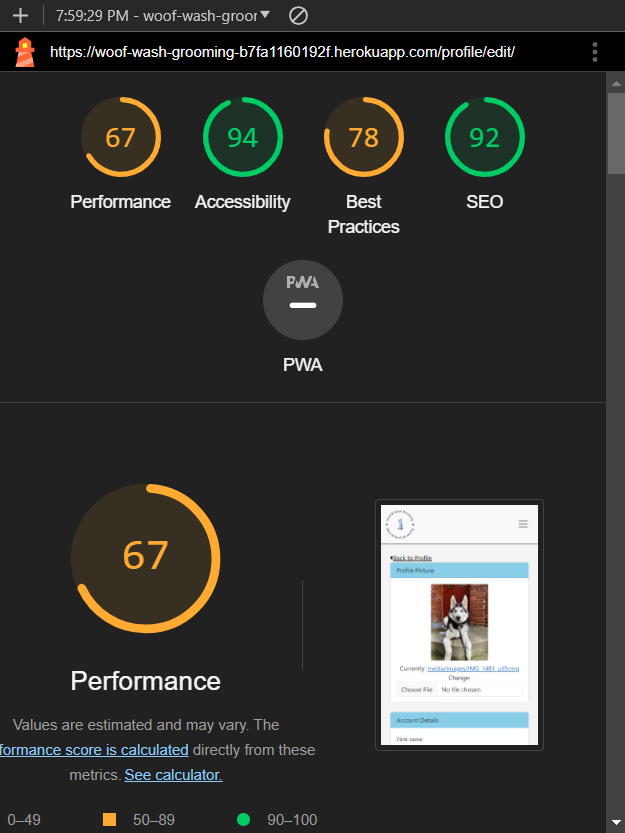 7:59:29 PM - woof-wash-groor
https://woof-wash-grooming-b7fa1160192f.herokuapp.com/profile/edit/
67
94
78
92
Performance
Accessibility
Best
Practices
SEO
PWA
PWA
67
Performance
Values are estimated and may vary. The
formance score is calculated directly from these
metrics. See calculator.
0–49
50–89
90–100
Back to Profile
Profile Picture
Currently: media/images/IMG_1481_ulI5cmq
Change:
Choose File
No file chosen
Account Details
First name